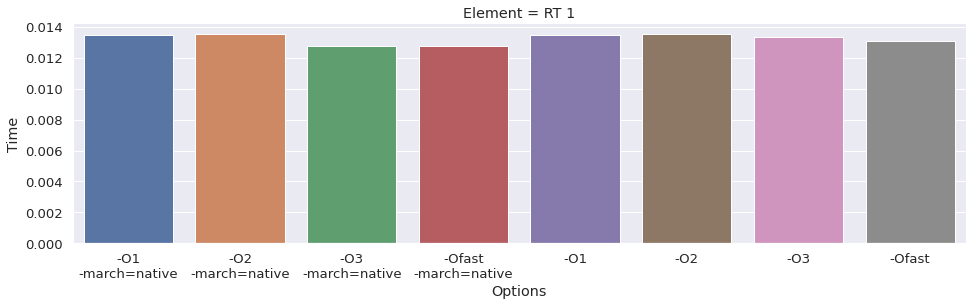 Element = RT 1
Time
0.014
0.012
0.010
0.008
0.006
0.004
0.002
0.000
-O1
-march=native
-O2
-march=native
-O3
-march=native
-Ofast
-march=native
-O1
-O2
-O3
-Ofast
Options